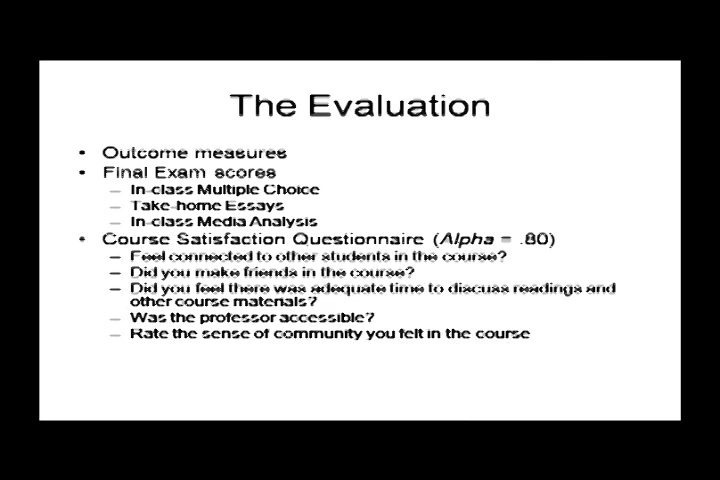 The Evaluation
• Outcome measures
• Final Exam scores
– In-class Multiple Choice
– Take-home Essays
– In-class Media Analysis
• Course Satisfaction Questionnaire (Alpha = .80)
– Feel connected to other students in the course?
– Did you make friends in the course?
– Did you feel there was adequate time to discuss readings and
other course materials?
– Was the professor accessible?
– Rate the sense of community you felt in the course